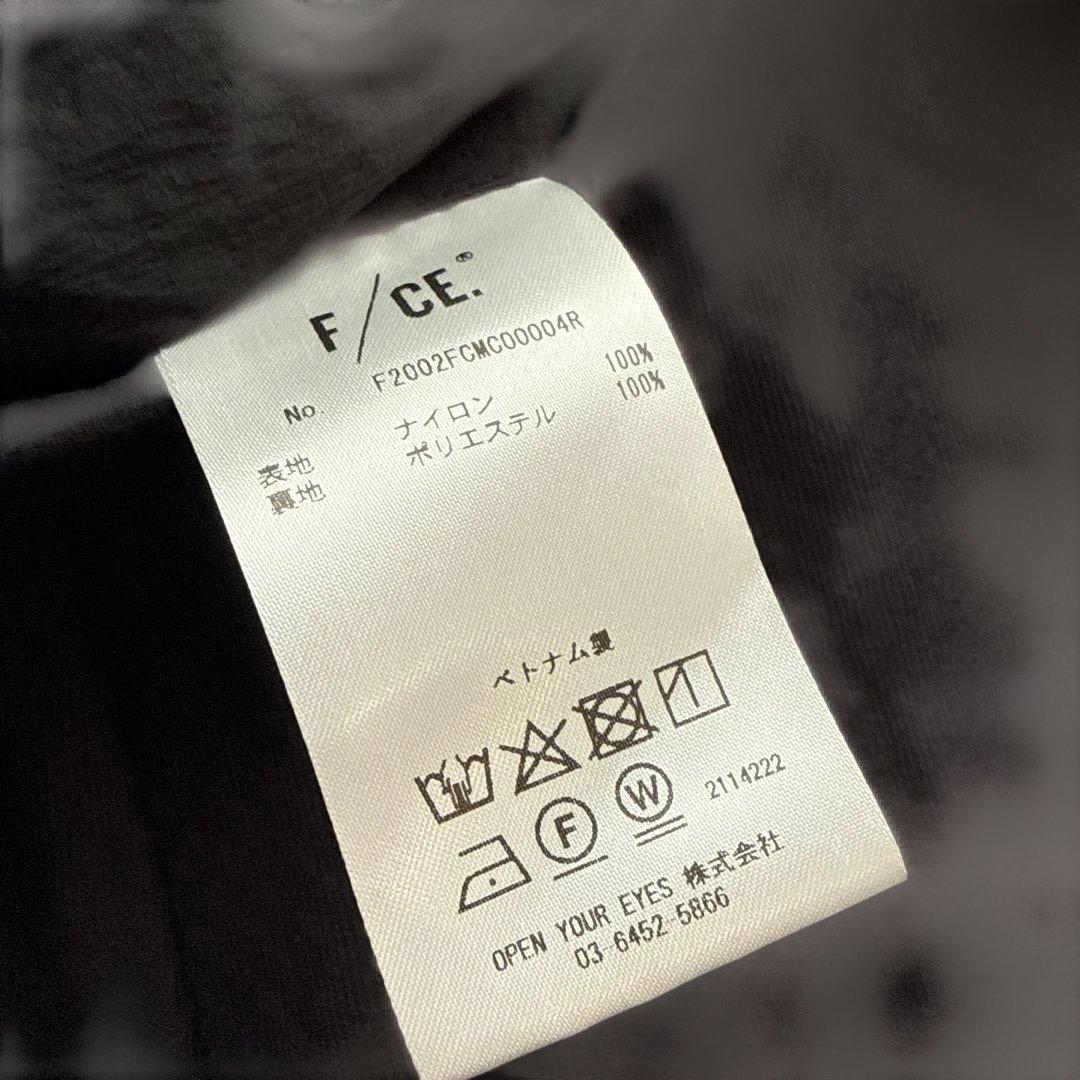 F/CE.®
No. F2002FCMC00004R
表地 ナイロン 100%
裏地 ポリエステル 100%
ベトナム製
F W 2114222
OPEN YOUR EYES 株式会社
03-6452-5866